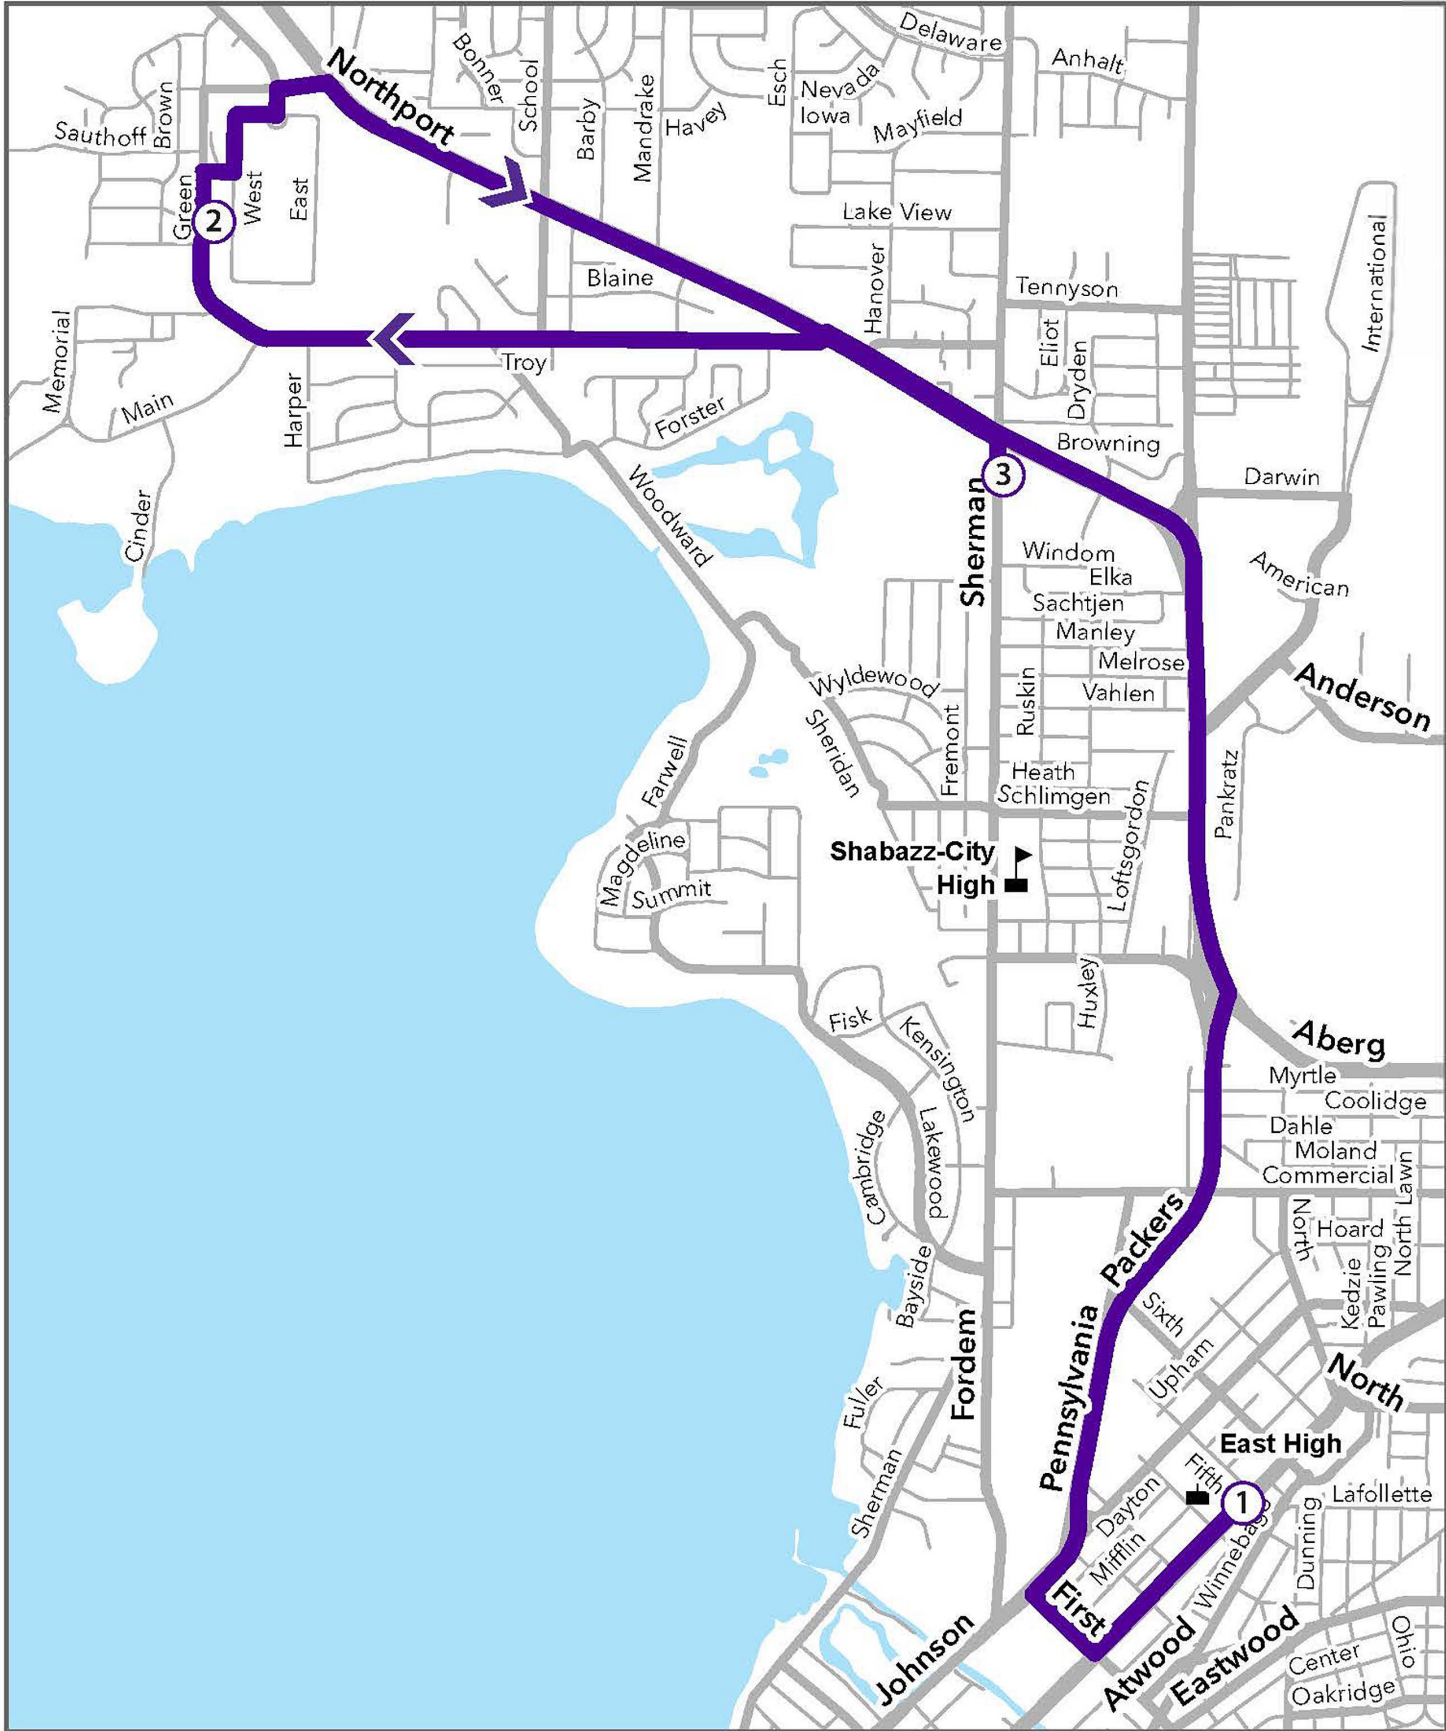 Delaware
Anhalt
Bonner
School
Northport
Esch
Nevada
Iowa
Mayfield
Barby
Mandrake
Havey
Brown
Sauthoff
Green
West
East
2
Lake View
Hanover
Blaine
Tennyson
International
Eliot
Dryden
Memorial
Main
Harper
Troy
Forster
Browning
3
Darwin
Cinder
Woodward
Sherman
Windom
Elka
American
Sachtjen
Manley
Melrose
Vahlen
Anderson
Wyldewood
Ruskin
Fremont
Sheridan
Farwell
Heath
Schlimgen
Pankratz
Loftsgordon
Magdeline
Summit
Shabazz-City
High
Huxley
Fisk
Kensington
Aberg
Myrtle
Coolidge
Dahle
Moland
Commercial
Cambridge
Lakewood
North Lawn
North
Hoard
Packers
Bayside
Kedzie
Pawling
Sixth
Pennsylvania
Fordem
Upham
North
Fuller
East High
Fifth
1
Sherman
Dayton
Mifflin
Winnebago
Dunning
Lafollette
First
Johnson
Atwood
Eastwood
Center
Ohio
Oakridge